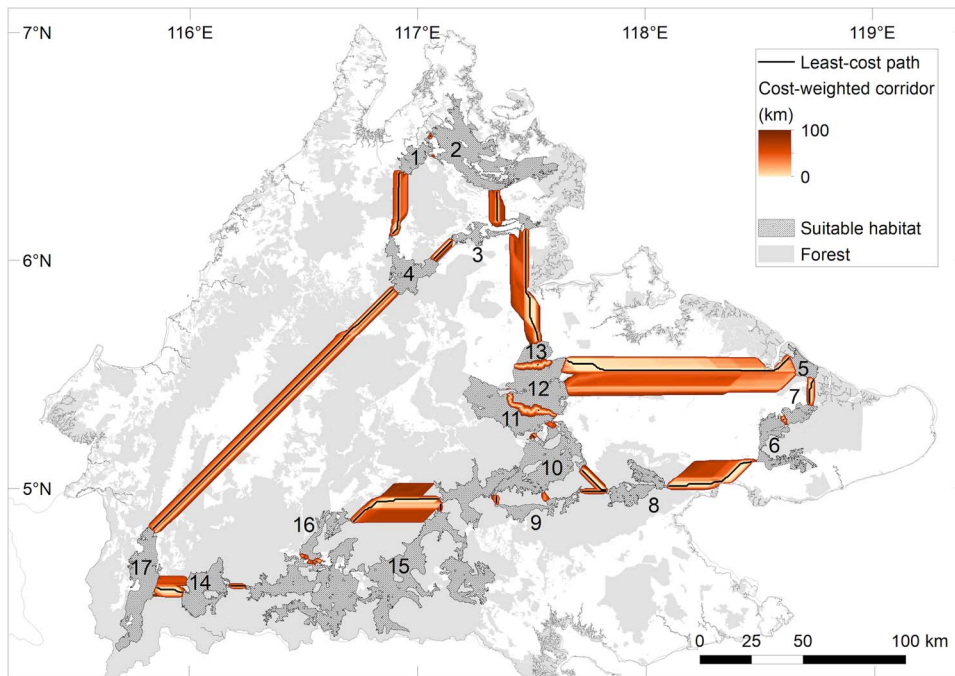 7°N 116°E 117°E 118°E 119°E
Least-cost path
Cost-weighted corridor
(km)
100
0
Suitable habitat
Forest
1 2
3
6°N
4
13
5
12
7
11
6
10
5°N
8
9
16
15
17 14
0 25 50 100 km